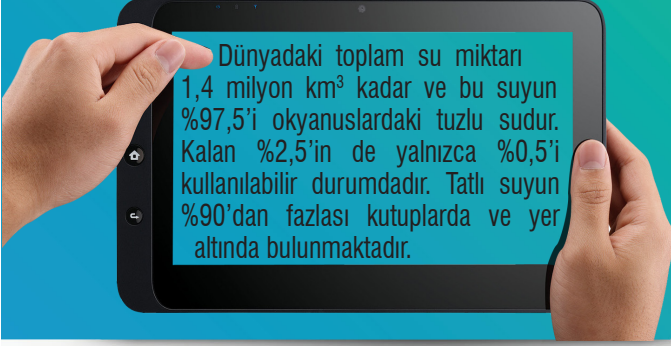 Dünyadaki toplam su miktarı
1,4 milyon km³ kadar ve bu suyun
%97,5'i okyanuslardaki tuzlu sudur.
Kalan %2,5'in de yalnızca %0,5'i
kullanılabilir durumdadır. Tatlı suyun
%90'dan fazlası kutuplarda ve yer
altında bulunmaktadır.